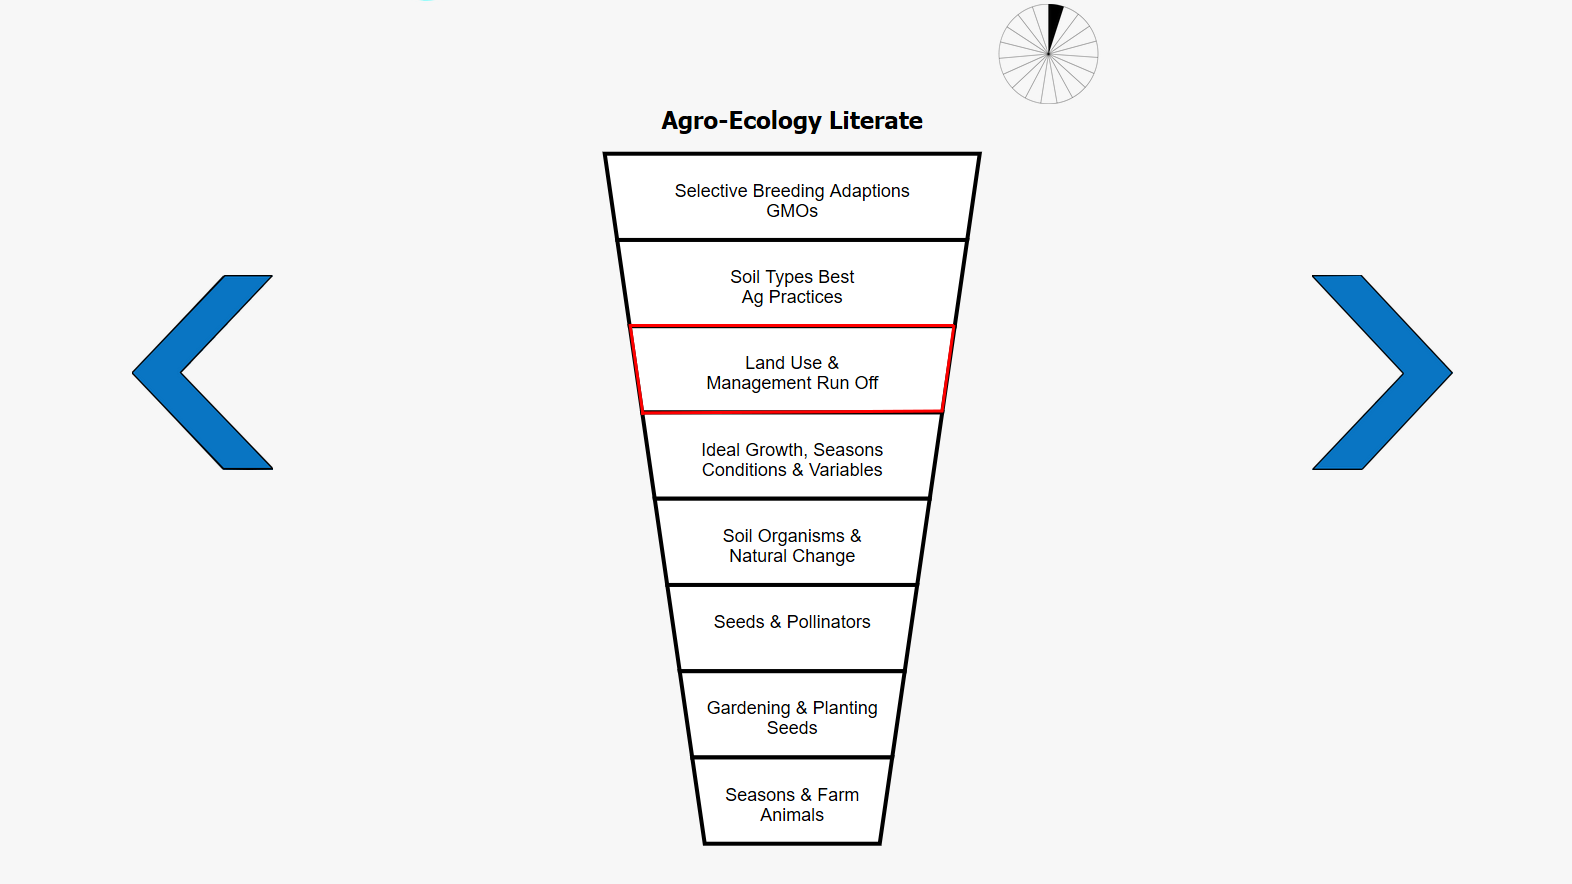 Agro-Ecology Literate
Selective Breeding Adaptions
GMOs
Soil Types Best
Ag Practices
Land Use &
Management Run Off
Ideal Growth, Seasons
Conditions & Variables
Soil Organisms &
Natural Change
Seeds & Pollinators
Gardening & Planting
Seeds
Seasons & Farm
Animals